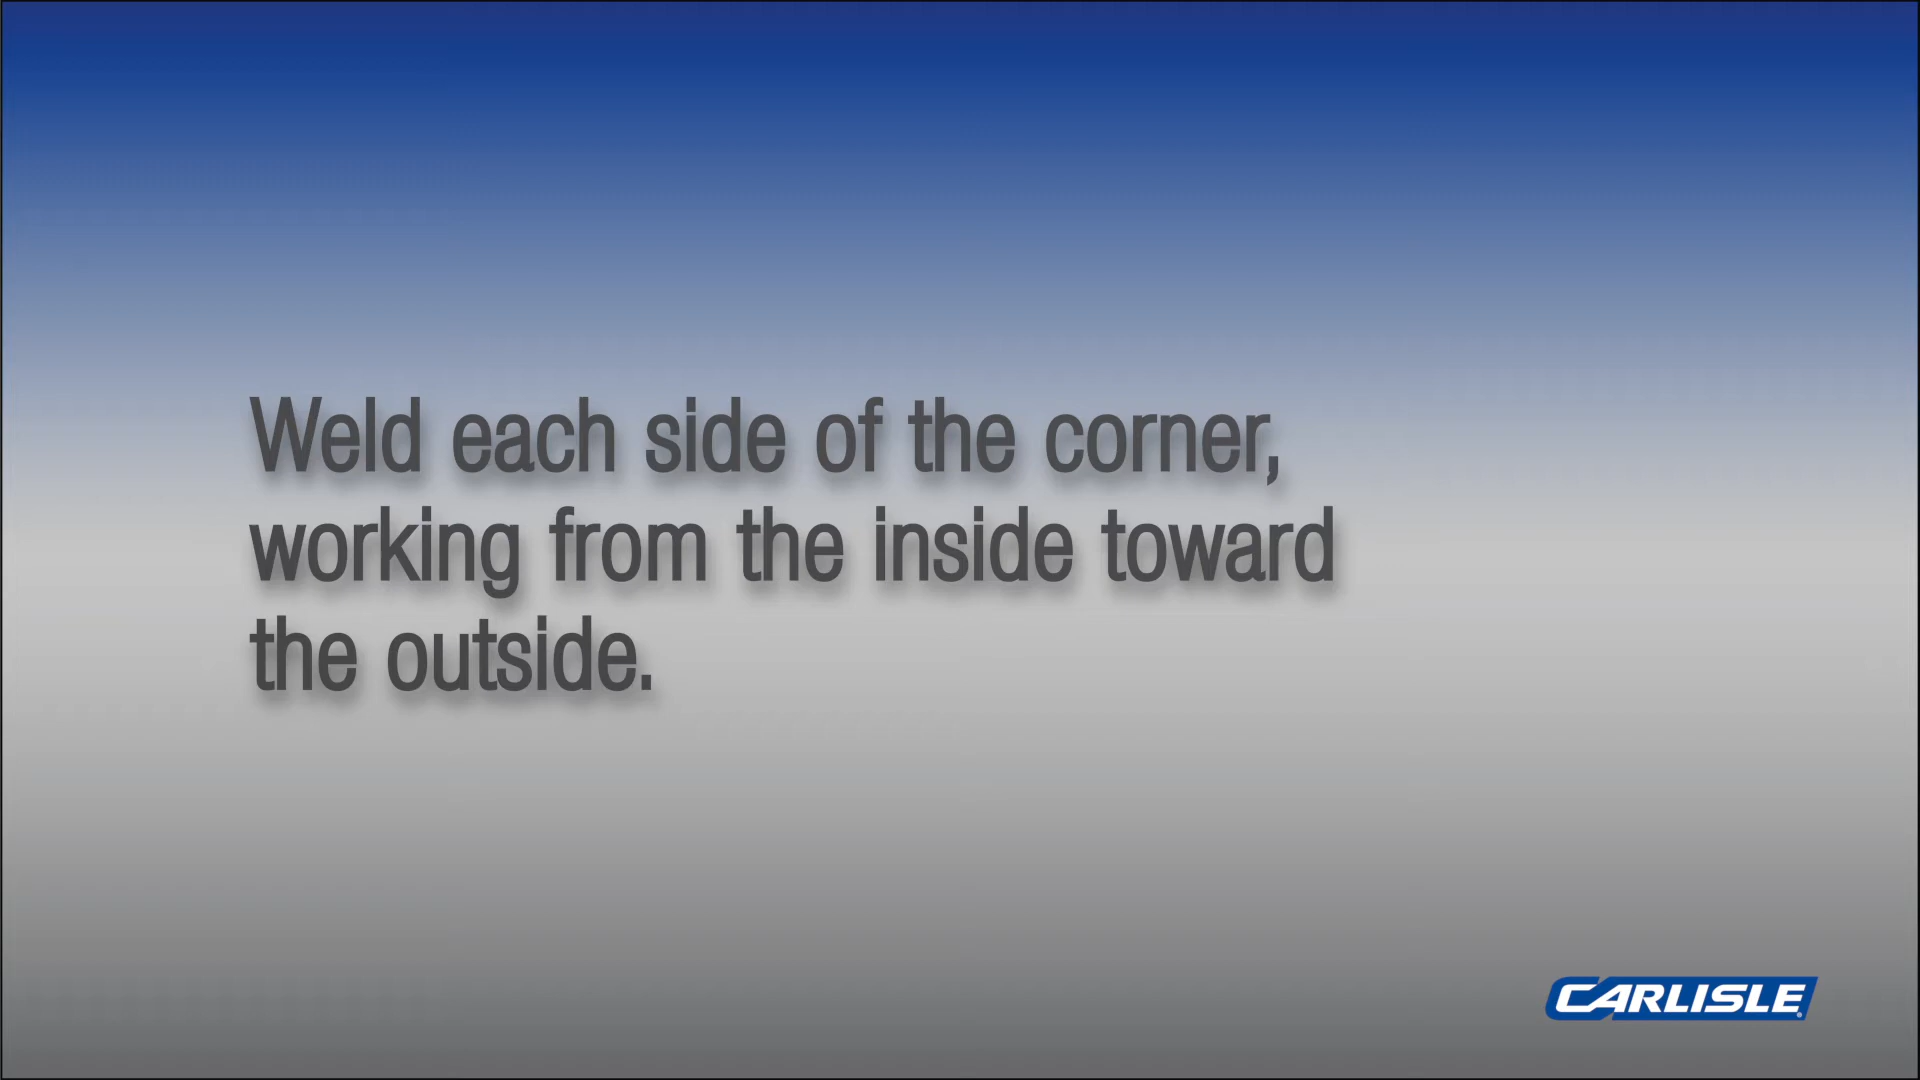 Weld each side of the corner,
working from the inside toward
the outside.
CARLISLE